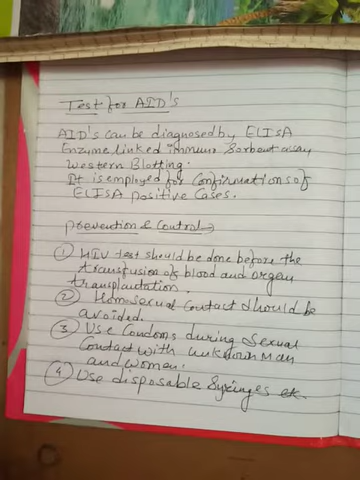 Test for AID's
AID's can be diagnosed by ELISA
Enzyme linked immuno Sorbent assay
Western Blotting.
It is employed for Confirmations of
ELISA positive Cases.
prevention & Control →
① HIV test should be done before the
transfusion of blood and organ
transplantation.
② Homosexual Contact should be
avoided.
③ Use Condoms during Sexual
Contact with unknown Man
and women.
④ Use disposable Syringes etc.